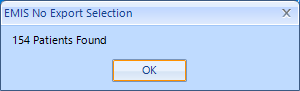 EMIS No Export Selection
154 Patients Found
OK